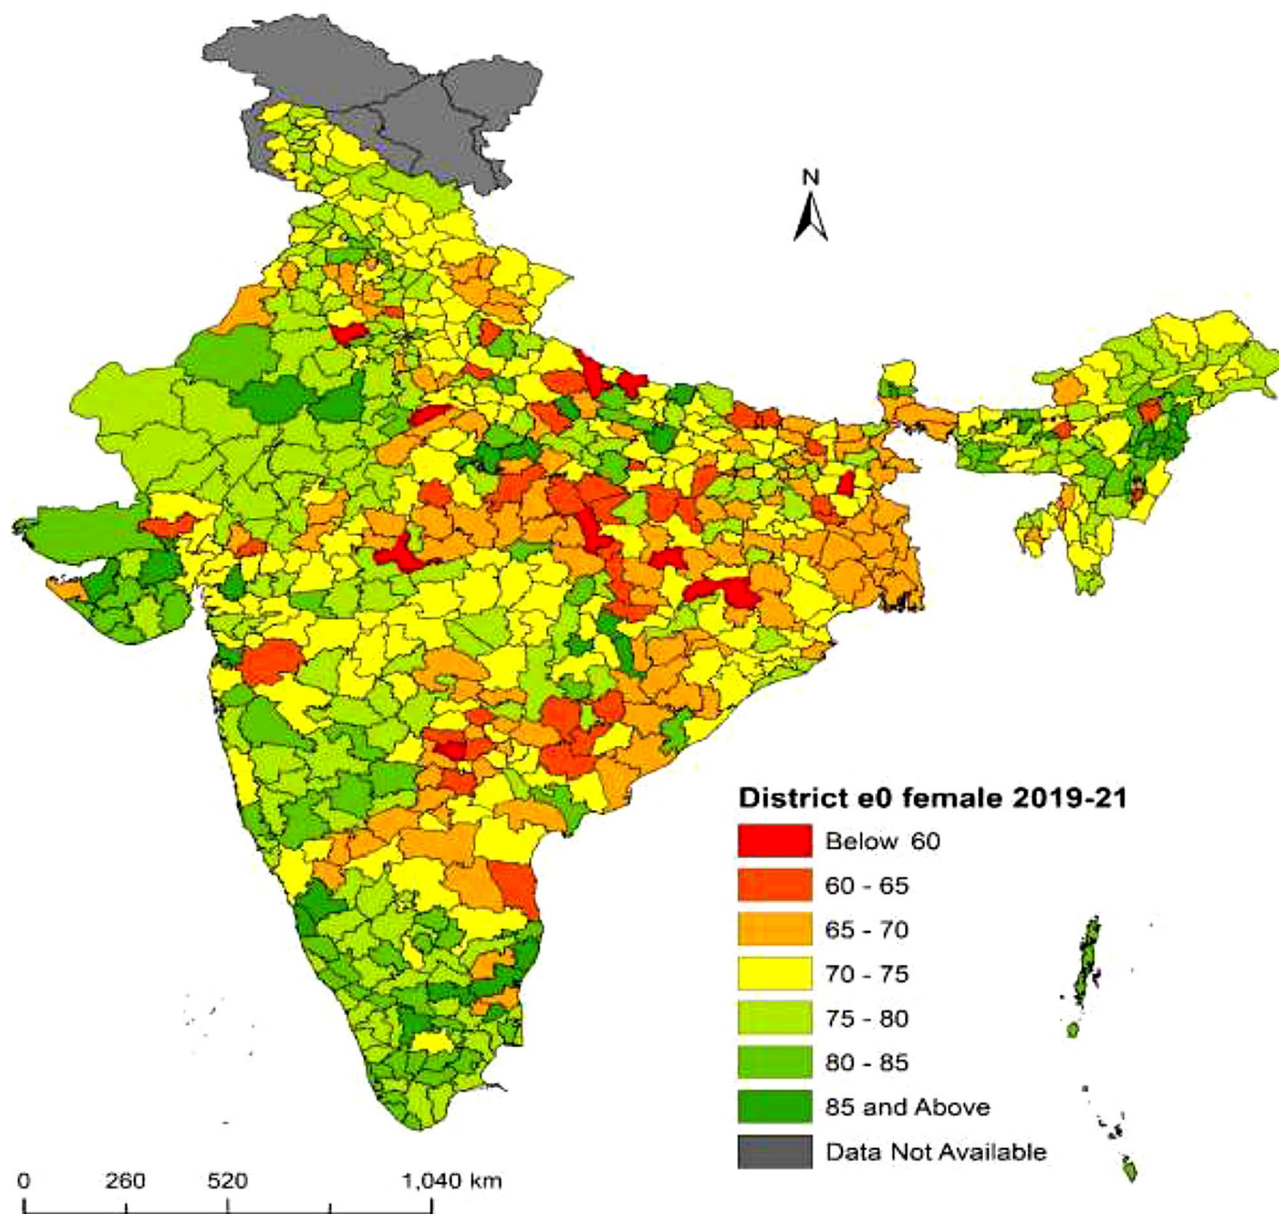 N
District e0 female 2019-21
Below 60
60 - 65
65 - 70
70 - 75
75 - 80
80 - 85
85 and Above
Data Not Available
0 260 520 1,040 km